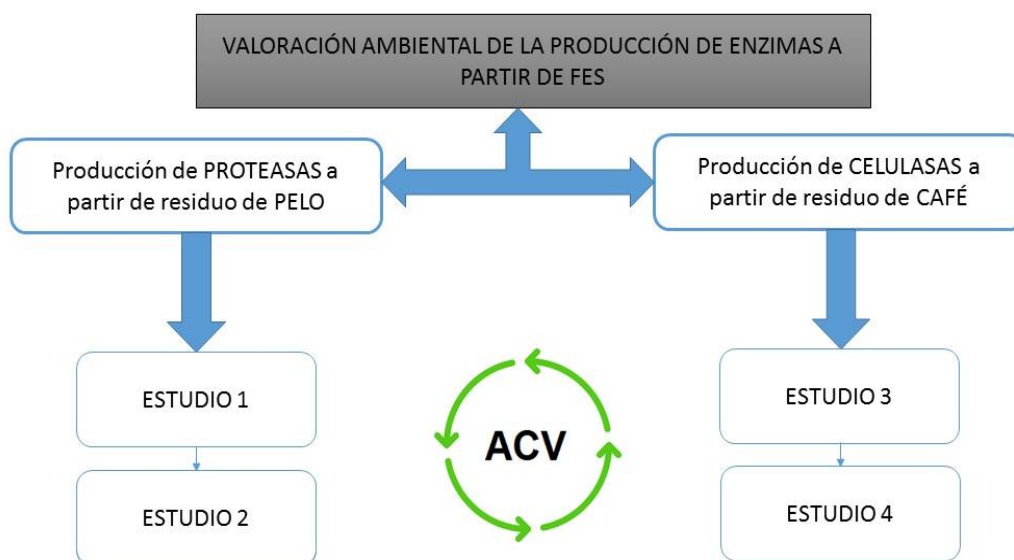 VALORACIÓN AMBIENTAL DE LA PRODUCCIÓN DE ENZIMAS A
PARTIR DE FES
Producción de PROTEASAS a
partir de residuo de PELO
Producción de CELULASAS a
partir de residuo de CAFÉ
ESTUDIO 1
ESTUDIO 2
ACV
ESTUDIO 3
ESTUDIO 4